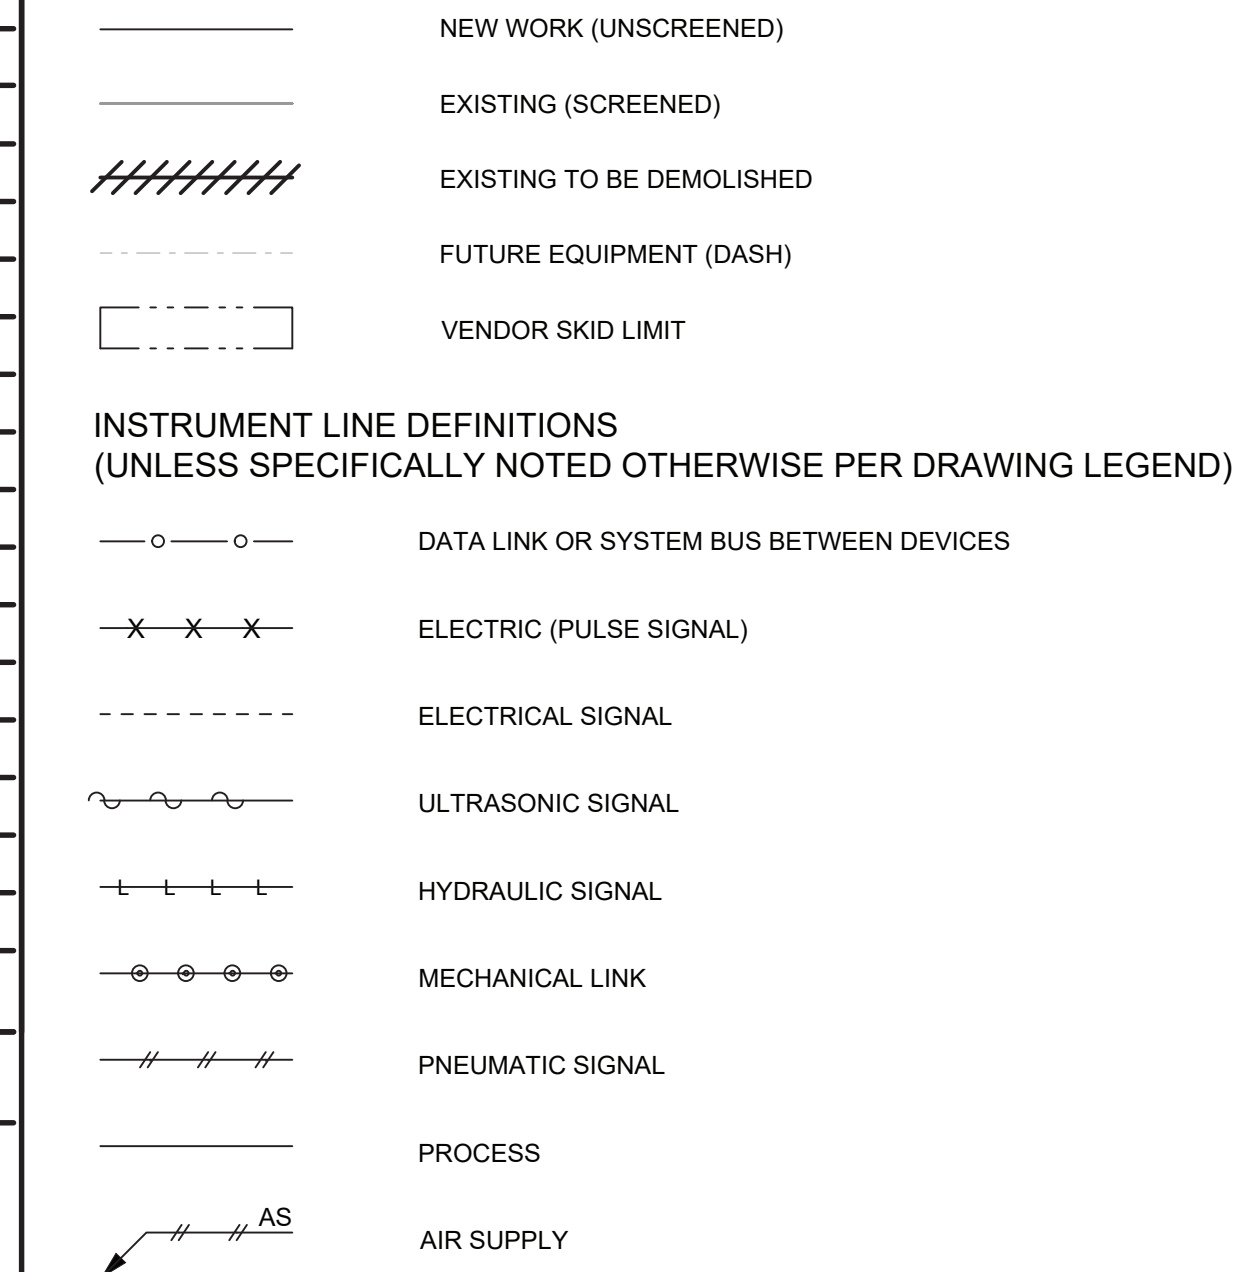 NEW WORK (UNSCREENED)
EXISTING (SCREENED)
EXISTING TO BE DEMOLISHED
FUTURE EQUIPMENT (DASH)
VENDOR SKID LIMIT
INSTRUMENT LINE DEFINITIONS
(UNLESS SPECIFICALLY NOTED OTHERWISE PER DRAWING LEGEND)
DATA LINK OR SYSTEM BUS BETWEEN DEVICES
X X X ELECTRIC (PULSE SIGNAL)
ELECTRICAL SIGNAL
ULTRASONIC SIGNAL
L L L L HYDRAULIC SIGNAL
MECHANICAL LINK
PNEUMATIC SIGNAL
PROCESS
AS
AIR SUPPLY